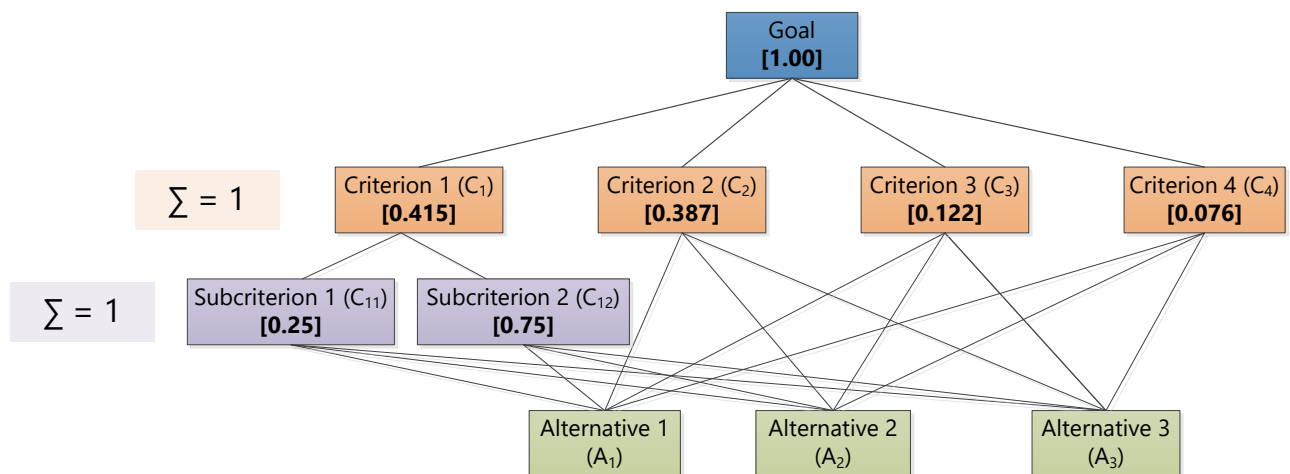 Goal
[1.00]
∑ = 1
Criterion 1 (C₁)
[0.415]
Criterion 2 (C₂)
[0.387]
Criterion 3 (C₃)
[0.122]
Criterion 4 (C₄)
[0.076]
∑ = 1
Subcriterion 1 (C₁₁)
[0.25]
Subcriterion 2 (C₁₂)
[0.75]
Alternative 1
(A₁)
Alternative 2
(A₂)
Alternative 3
(A₃)